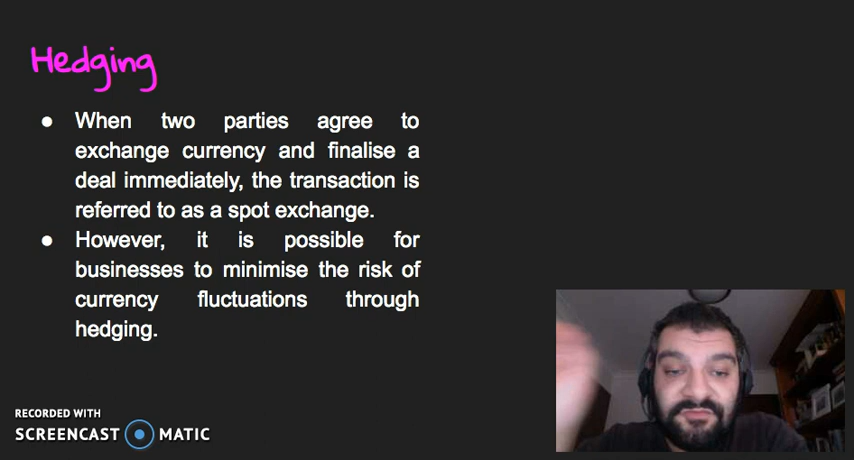 Hedging
● When two parties agree to
exchange currency and finalise a
deal immediately, the transaction is
referred to as a spot exchange.
● However, it is possible for
businesses to minimise the risk of
currency fluctuations through
hedging.
RECORDED WITH
SCREENCAST MATIC